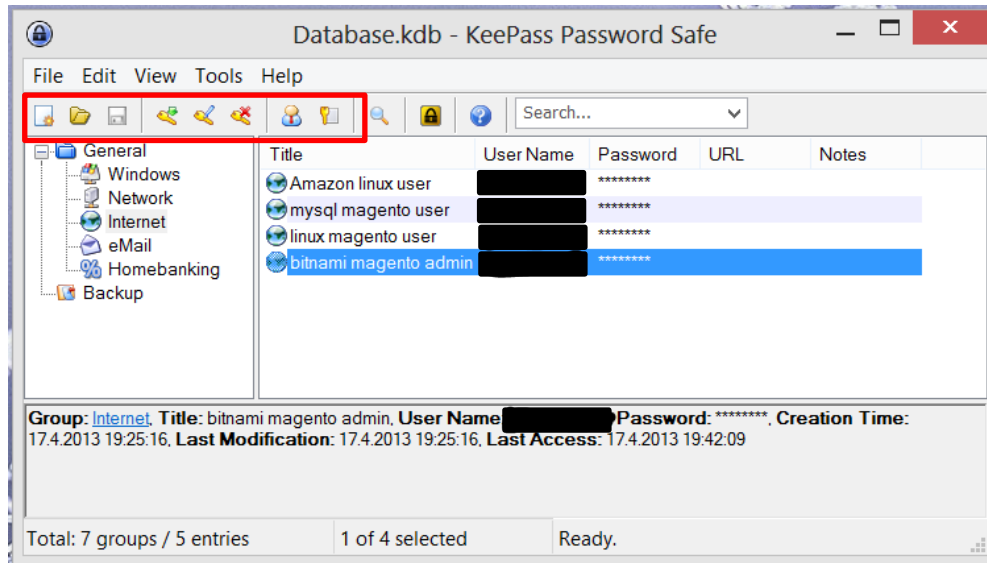 Database.kdb - KeePass Password Safe
File Edit View Tools Help
Search...
General
Windows
Network
Internet
eMail
Homebanking
Backup
Title User Name Password URL Notes
Amazon linux user ********
mysql magento user ********
linux magento user ********
bitnami magento admin ********
Group: Internet, Title: bitnami magento admin, User Name Password: ********, Creation Time:
17.4.2013 19:25:16, Last Modification: 17.4.2013 19:25:16, Last Access: 17.4.2013 19:42:09
Total: 7 groups / 5 entries 1 of 4 selected Ready.